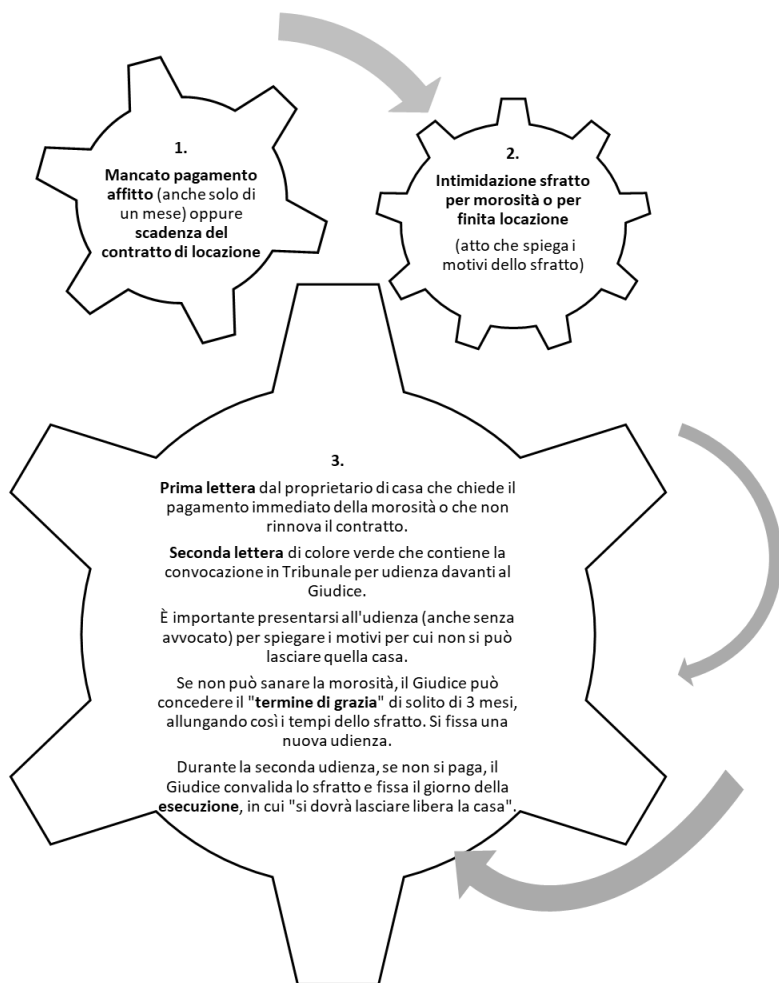 1.
Mancato pagamento
affitto (anche solo di
un mese) oppure
scadenza del
contratto di locazione
2.
Intimidazione sfratto
per morosità o per
finita locazione
(atto che spiega i
motivi dello sfratto)
3.
Prima lettera dal proprietario di casa che chiede il
pagamento immediato della morosità o che non
rinnova il contratto.
Seconda lettera di colore verde che contiene la
convocazione in Tribunale per udienza davanti al
Giudice.
È importante presentarsi all'udienza (anche senza
avvocato) per spiegare i motivi per cui non si può
lasciare quella casa.
Se non può sanare la morosità, il Giudice può
concedere il "termine di grazia" di solito di 3 mesi,
allungando così i tempi dello sfratto. Si fissa una
nuova udienza.
Durante la seconda udienza, se non si paga, il
Giudice convalida lo sfratto e fissa il giorno della
esecuzione, in cui "si dovrà lasciare libera la casa".